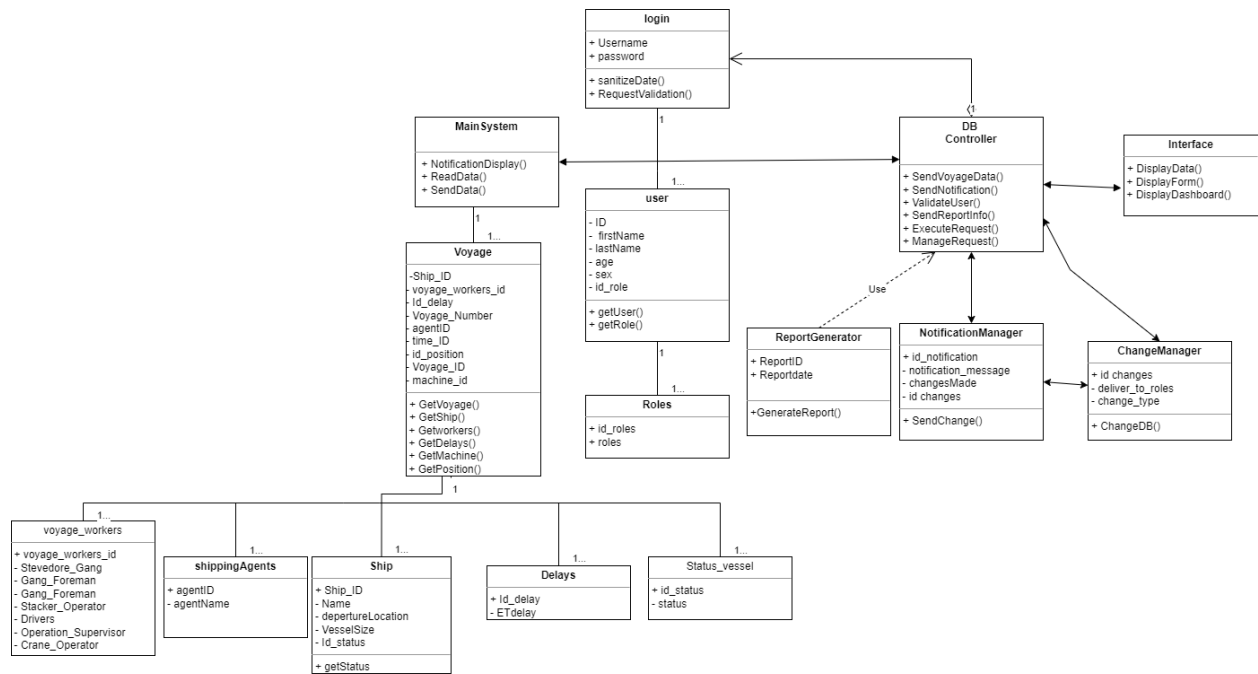 login
+ Username
+ password
+ sanitizeDate()
+ RequestValidation()
1
1...
MainSystem
+ NotificationDisplay()
+ ReadData()
+ SendData()
1
1...
DB
Controller
+ SendVoyageData()
+ SendNotification()
+ ValidateUser()
+ SendReportInfo()
+ ExecuteRequest()
+ ManageRequest()
1
Interface
+ DisplayData()
+ DisplayForm()
+ DisplayDashboard()
user
- ID
- firstName
- lastName
- age
- sex
- id_role
+ getUser()
+ getRole()
1
1...
Voyage
-Ship_ID
- voyage_workers_id
- Id_delay
- Voyage_Number
- agentID
- time_ID
- id_position
- Voyage_ID
- machine_id
+ GetVoyage()
+ GetShip()
+ Getworkers()
+ GetDelays()
+ GetMachine()
+ GetPosition()
1
Use
ReportGenerator
+ ReportID
+ Reportdate
+GenerateReport()
NotificationManager
+ id_notification
- notification_message
- changesMade
- id changes
+ SendChange()
ChangeManager
+ id changes
- deliver_to_roles
- change_type
+ ChangeDB()
Roles
+ id_roles
+ roles
1...
voyage_workers
+ voyage_workers_id
- Stevedore_Gang
- Gang_Foreman
- Gang_Foreman
- Stacker_Operator
- Drivers
- Operation_Supervisor
- Crane_Operator
1...
shippingAgents
+ agentID
- agentName
1...
Ship
+ Ship_ID
- Name
- depertureLocation
- VesselSize
- Id_status
+ getStatus
1...
Delays
+ Id_delay
- ETdelay
1...
Status_vessel
+ id_status
- status